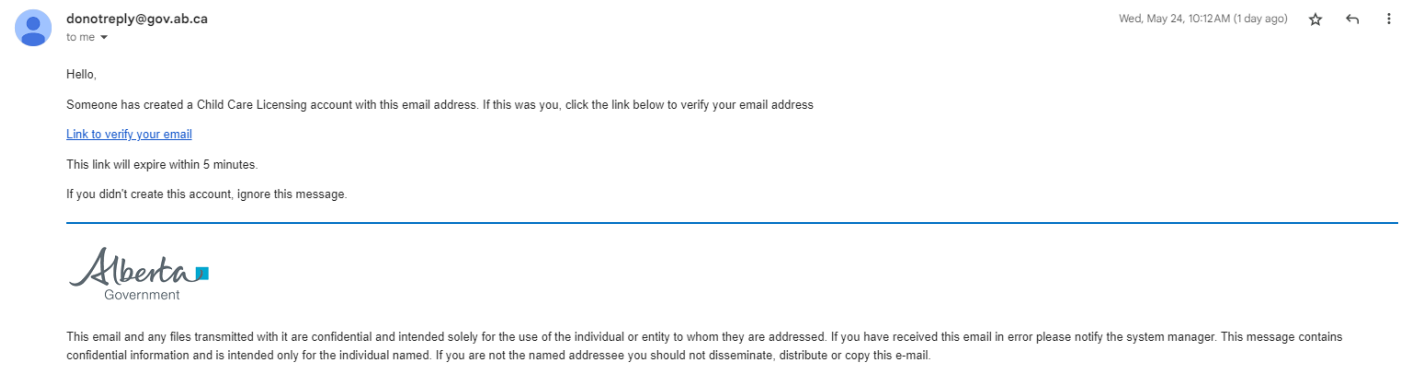 donotreply@gov.ab.ca
Wed, May 24, 10:12AM (1 day ago)
to me
Hello,
Someone has created a Child Care Licensing account with this email address. If this was you, click the link below to verify your email address
Link to verify your email
This link will expire within 5 minutes.
If you didn't create this account, ignore this message.
Alberta
Government
This email and any files transmitted with it are confidential and intended solely for the use of the individual or entity to whom they are addressed. If you have received this email in error please notify the system manager. This message contains
confidential information and is intended only for the individual named. If you are not the named addressee you should not disseminate, distribute or copy this e-mail.